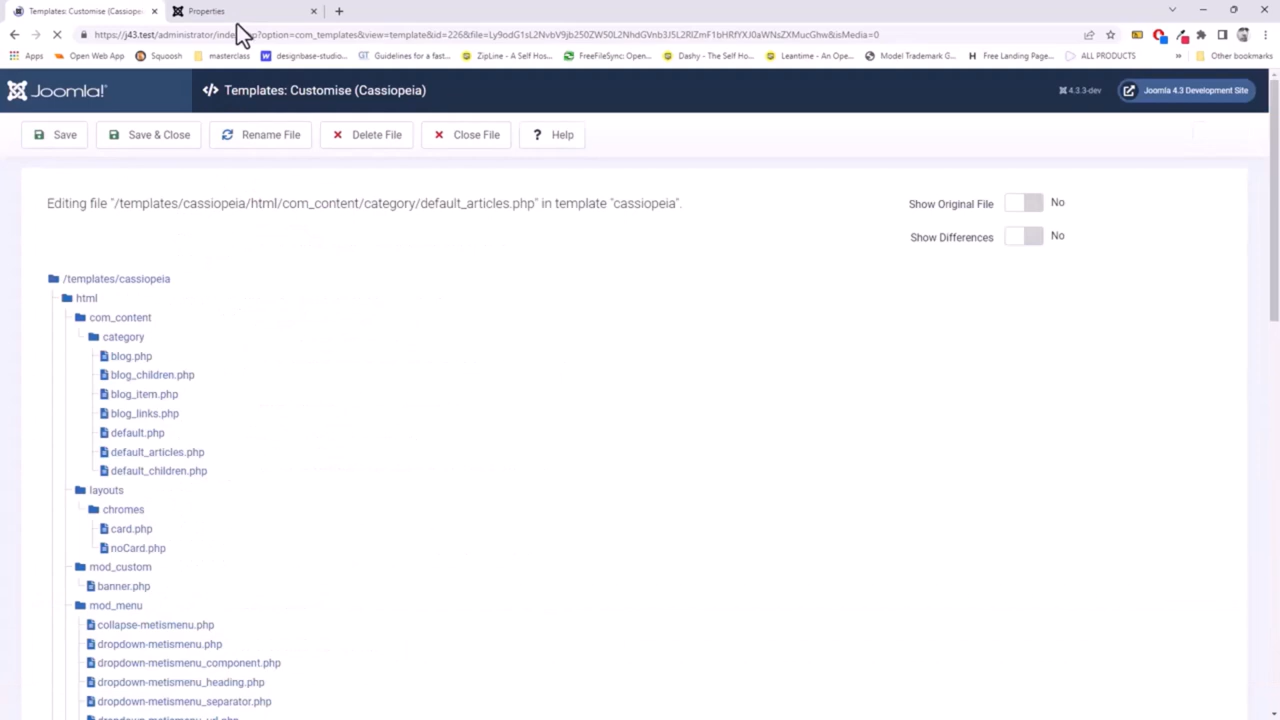 Templates: Customise (Cassiope
Properties
https://j43.test/administrator/inde
option=com_templates&view=template&id=226&file=
Apps
Open Web App
Squoosh
masterclass
designbase-studio...
Guidelines for a fast...
ZipLine - A Self Ho...
FreeFileSync: Open...
Dashy - The Self Ho...
Leantime - An Ope...
Model Trademark G...
Free Landing Page...
ALL PRODUCTS
»
Other bookmarks
Joomla!®
Templates: Customise (Cassiopeia)
4.3.3-dev
Joomla 4.3 Development Site
Save
Save & Close
Rename File
Delete File
Close File
? Help
Editing file "/templates/cassiopeia/html/com_content/category/default_articles.php" in template "cassiopeia".
Show Original File
No
Show Differences
No
/templates/cassiopeia
html
com_content
category
blog.php
blog_children.php
blog_item.php
blog_links.php
default.php
default_articles.php
default_children.php
layouts
chromes
card.php
noCard.php
mod_custom
banner.php
mod_menu
collapse-metismenu.php
dropdown-metismenu.php
dropdown-metismenu_component.php
dropdown-metismenu_heading.php
dropdown-metismenu_separator.php
dropdown-metismenu_url.php